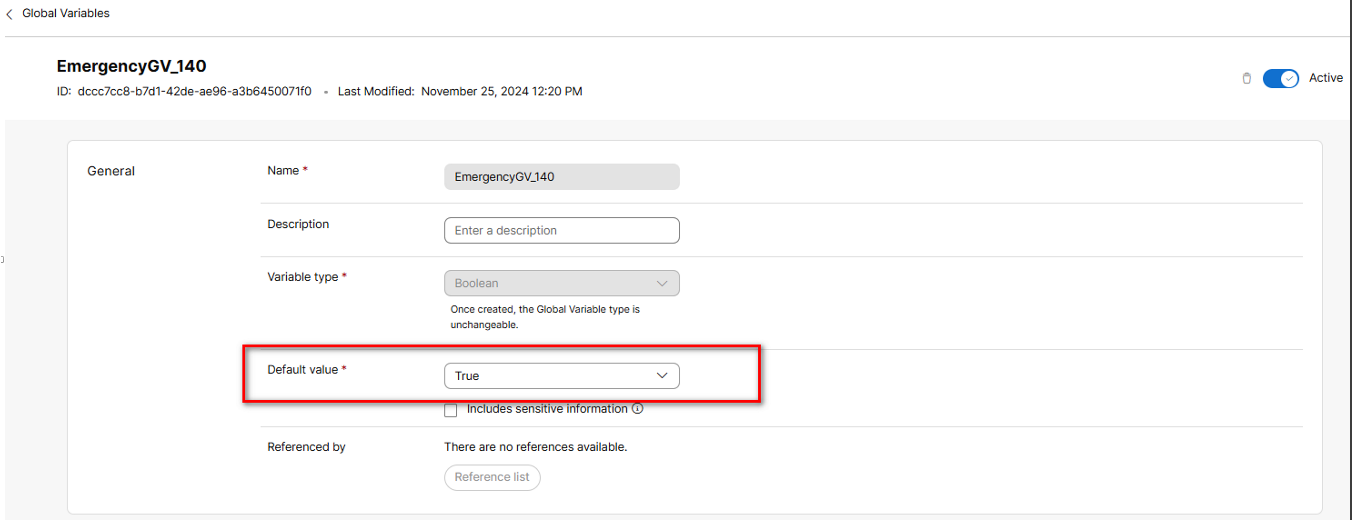 Global Variables
EmergencyGV_140
ID: dccc7cc8-b7d1-42de-ae96-a3b6450071f0 • Last Modified: November 25, 2024 12:20 PM
Active
General
Name *
EmergencyGV_140
Description
Enter a description
Variable type *
Boolean
Once created, the Global Variable type is
unchangeable.
Default value *
True
Includes sensitive information
Referenced by
There are no references available.
Reference list